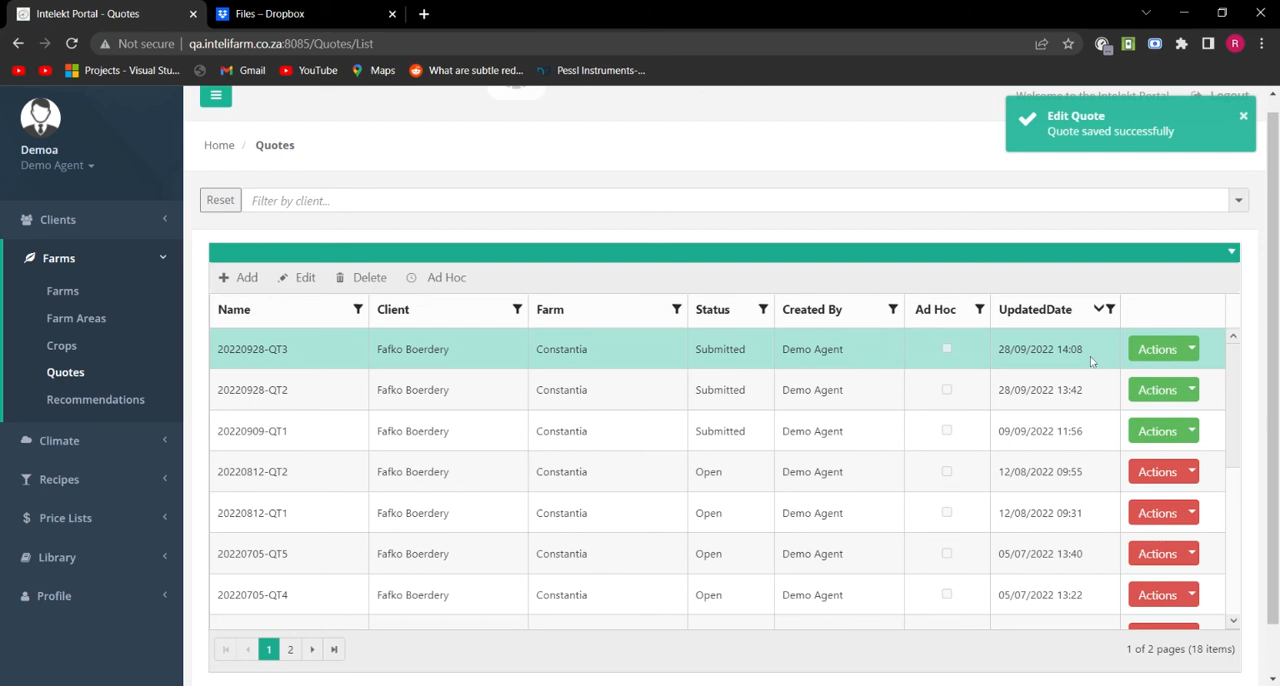 Intelekt Portal - Quotes
Files – Dropbox
Not secure
qa.intelifarm.co.za:8085/Quotes/List
R
Projects - Visual Stu...
Gmail
YouTube
Maps
What are subtle red...
Pessl Instruments-...
Welcome to the Intelekt Portal.
Logout
Edit Quote
Quote saved successfully
Demoa
Demo Agent
Clients
Farms
Farms
Farm Areas
Crops
Quotes
Recommendations
Climate
Recipes
Price Lists
Library
Profile
Home / Quotes
Reset
Filter by client...
Add Edit Delete Ad Hoc
Name Client Farm Status Created By Ad Hoc UpdatedDate
20220928-QT3 Fafko Boerdery Constantia Submitted Demo Agent 28/09/2022 14:08 Actions
20220928-QT2 Fafko Boerdery Constantia Submitted Demo Agent 28/09/2022 13:42 Actions
20220909-QT1 Fafko Boerdery Constantia Submitted Demo Agent 09/09/2022 11:56 Actions
20220812-QT2 Fafko Boerdery Constantia Open Demo Agent 12/08/2022 09:55 Actions
20220812-QT1 Fafko Boerdery Constantia Open Demo Agent 12/08/2022 09:31 Actions
20220705-QT5 Fafko Boerdery Constantia Open Demo Agent 05/07/2022 13:40 Actions
20220705-QT4 Fafko Boerdery Constantia Open Demo Agent 05/07/2022 13:22 Actions
1 2
1 of 2 pages (18 items)